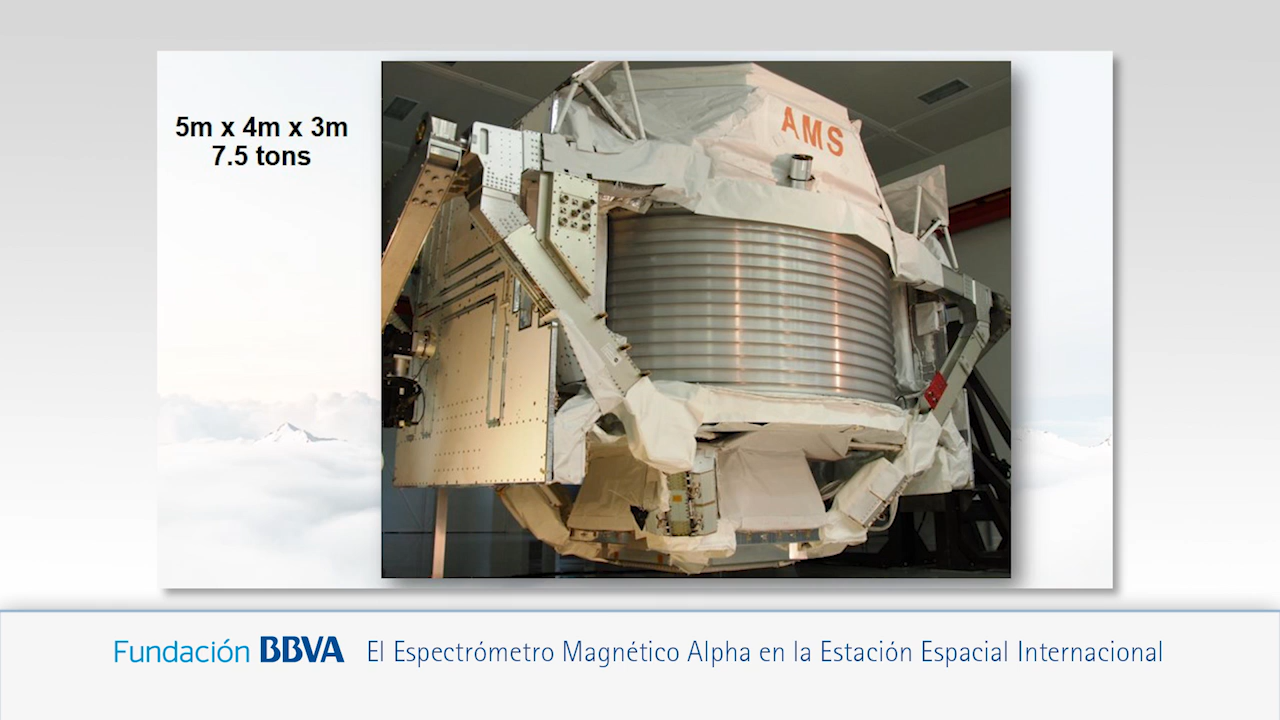 5m x 4m x 3m
7.5 tons
AMS
Fundación BBVA El Espectrómetro Magnético Alpha en la Estación Espacial Internacional